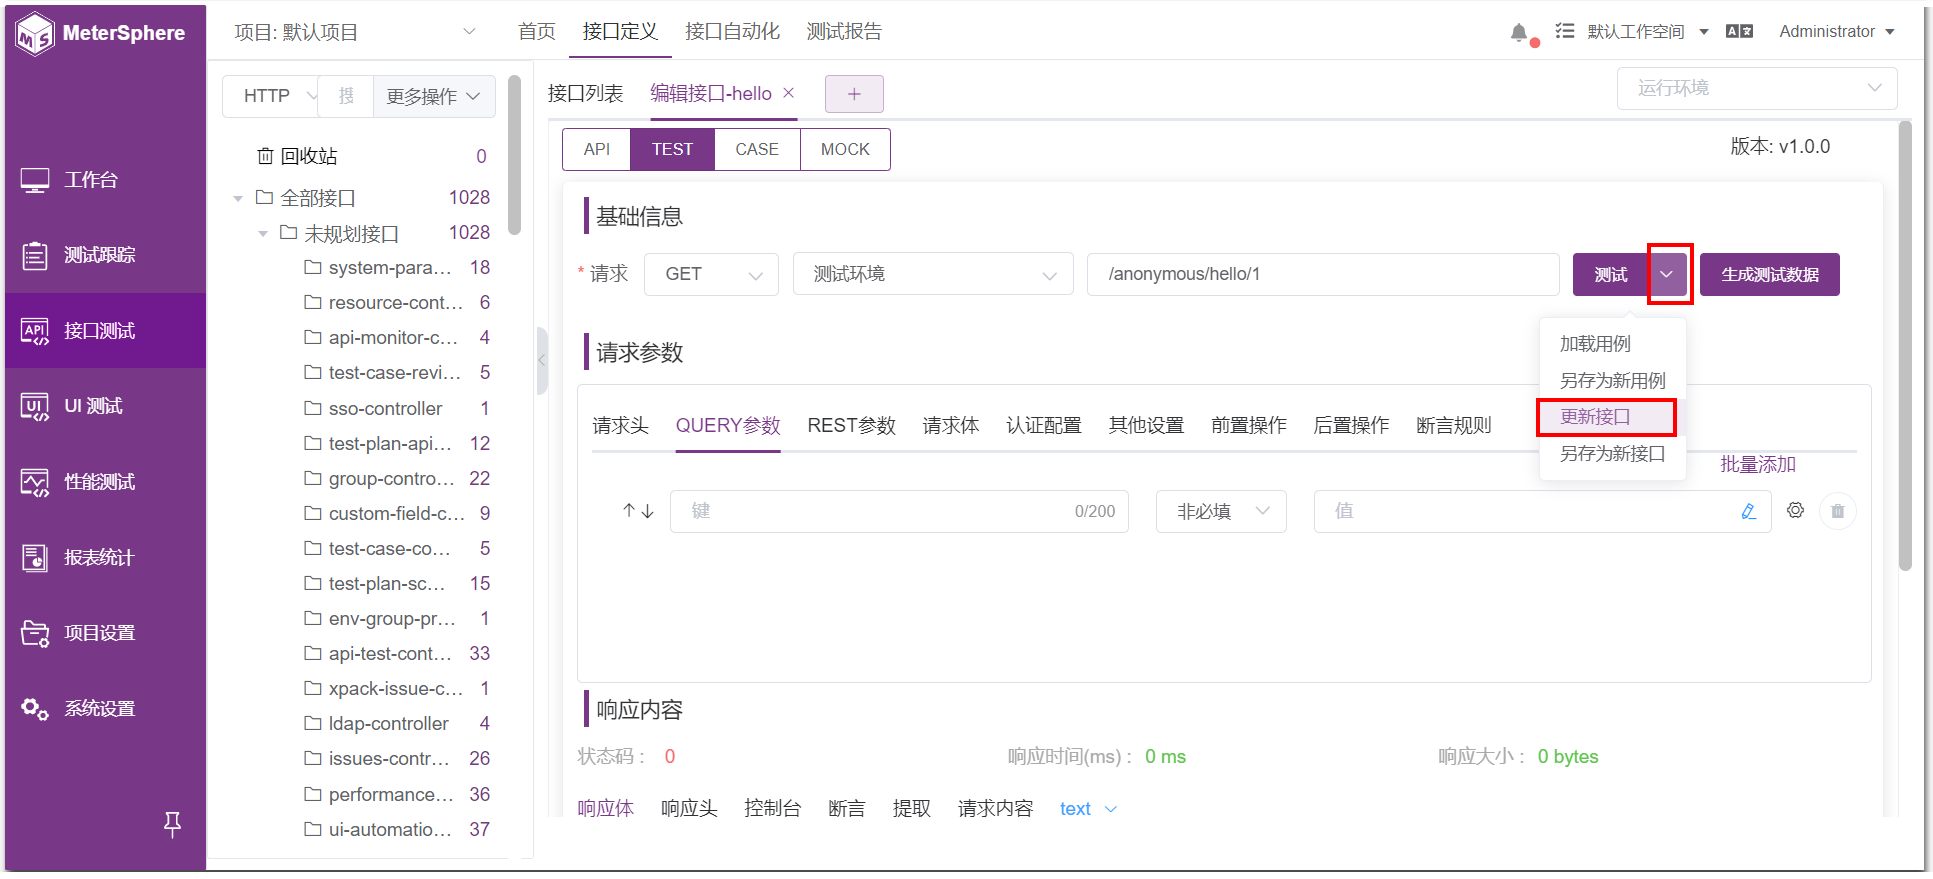 MeterSphere
项目: 默认项目
首页
接口定义
接口自动化
测试报告
默认工作空间
Administrator
工作台
测试跟踪
接口测试
UI 测试
性能测试
报表统计
项目设置
系统设置
HTTP
更多操作
回收站 0
全部接口 1028
未规划接口 1028
system-para... 18
resource-cont... 6
api-monitor-c... 4
test-case-revi... 5
sso-controller 1
test-plan-api... 12
group-contro... 22
custom-field-c... 9
test-case-co... 5
test-plan-sc... 15
env-group-pr... 1
api-test-cont... 33
xpack-issue-c... 1
ldap-controller 4
issues-contr... 26
performance... 36
ui-automatio... 37
接口列表
编辑接口-hello
运行环境
API
TEST
CASE
MOCK
版本: v1.0.0
基础信息
* 请求
GET
测试环境
/anonymous/hello/1
测试
生成测试数据
加载用例
另存为新用例
更新接口
另存为新接口
请求参数
请求头
QUERY参数
REST参数
请求体
认证配置
其他设置
前置操作
后置操作
断言规则
批量添加
键
0/200
非必填
值
响应内容
状态码： 0
响应时间(ms)： 0 ms
响应大小： 0 bytes
响应体
响应头
控制台
断言
提取
请求内容
text